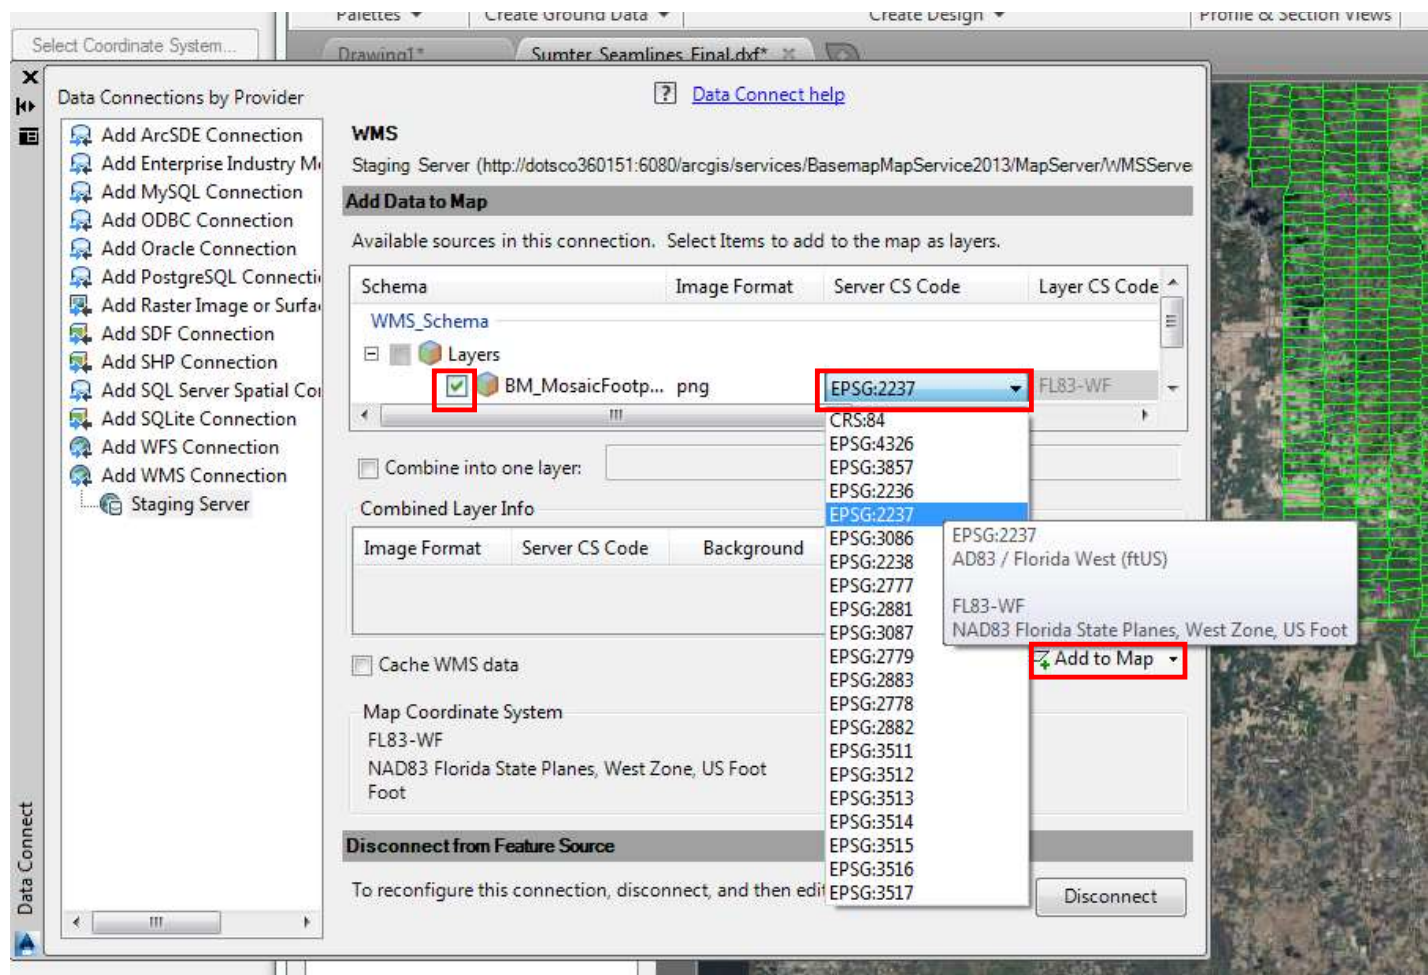 Palettes
Create Ground Data
Create Design
Profile & Section Views
Select Coordinate System...
Drawing1*
Sumter_Seamlines_Final.dxf*
Data Connections by Provider
Add ArcSDE Connection
Add Enterprise Industry M
Add MySQL Connection
Add ODBC Connection
Add Oracle Connection
Add PostgreSQL Connecti
Add Raster Image or Surfa
Add SDF Connection
Add SHP Connection
Add SQL Server Spatial Co
Add SQLite Connection
Add WFS Connection
Add WMS Connection
Staging Server
Data Connect
? Data Connect help
WMS
Staging Server (http://dotsco360151:6080/arcgis/services/BasemapMapService2013/MapServer/WMSServe
Add Data to Map
Available sources in this connection. Select Items to add to the map as layers.
Schema Image Format Server CS Code Layer CS Code
WMS_Schema
Layers
BM_MosaicFootp... png EPSG:2237 FL83-WF
CRS:84
EPSG:4326
EPSG:3857
EPSG:2236
EPSG:2237
EPSG:3086
EPSG:2238
EPSG:2777
EPSG:2881
EPSG:3087
EPSG:2779
EPSG:2883
EPSG:2778
EPSG:2882
EPSG:3511
EPSG:3512
EPSG:3513
EPSG:3514
EPSG:3515
EPSG:3516
EPSG:3517
EPSG:2237
AD83 / Florida West (ftUS)
FL83-WF
NAD83 Florida State Planes, West Zone, US Foot
Combine into one layer:
Combined Layer Info
Image Format Server CS Code Background
Cache WMS data
Add to Map
Map Coordinate System
FL83-WF
NAD83 Florida State Planes, West Zone, US Foot
Foot
Disconnect from Feature Source
To reconfigure this connection, disconnect, and then edi
Disconnect